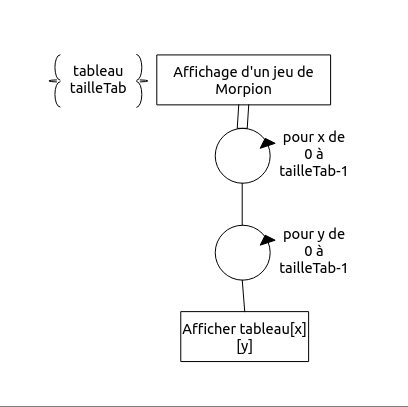 tableau
tailleTab
Affichage d'un jeu de
Morpion
pour x de
0 à
tailleTab-1
pour y de
0 à
tailleTab-1
Afficher tableau[x]
[y]